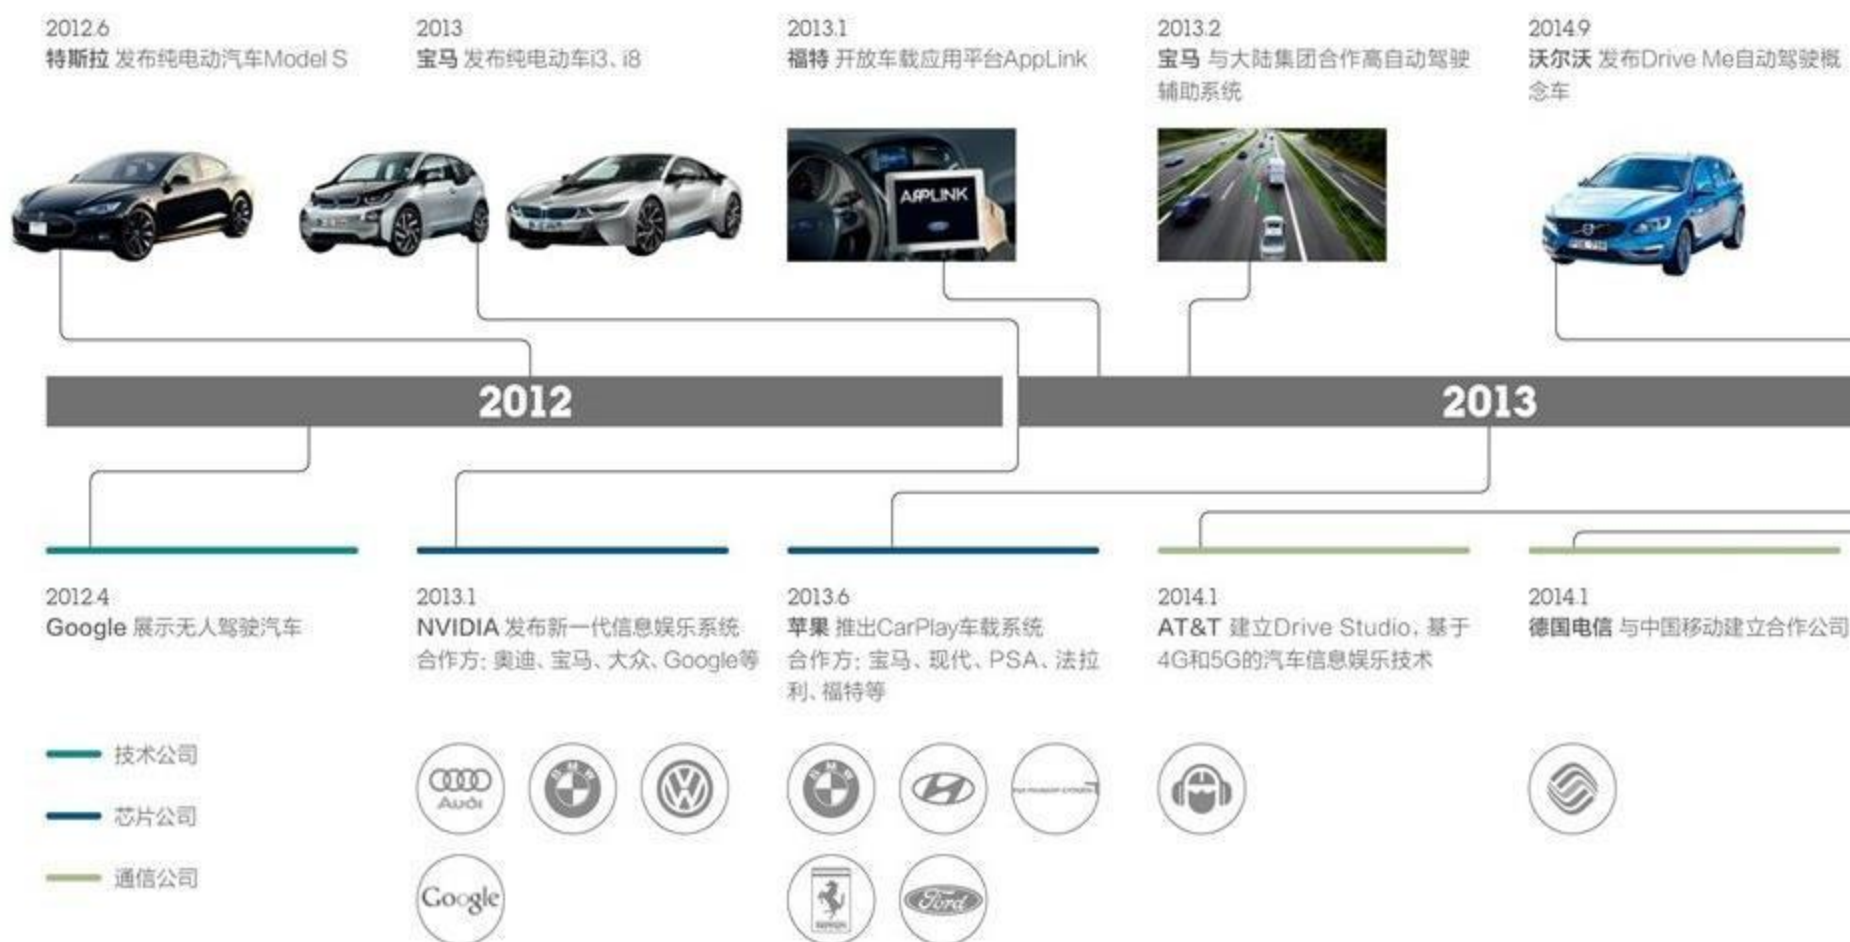 2012.6
特斯拉 发布纯电动汽车Model S
2013
宝马 发布纯电动车i3、i8
2013.1
福特 开放车载应用平台AppLink
2013.2
宝马 与大陆集团合作高自动驾驶
辅助系统
2014.9
沃尔沃 发布Drive Me自动驾驶概
念车
APPLINK
2012
2013
2012.4
Google 展示无人驾驶汽车
2013.1
NVIDIA 发布新一代信息娱乐系统
合作方：奥迪、宝马、大众、Google等
2013.6
苹果 推出CarPlay车载系统
合作方：宝马、现代、PSA、法拉
利、福特等
2014.1
AT&T 建立Drive Studio，基于
4G和5G的汽车信息娱乐技术
2014.1
德国电信 与中国移动建立合作公司
技术公司
芯片公司
通信公司
Audi
BMW
BMW
Google
Ford